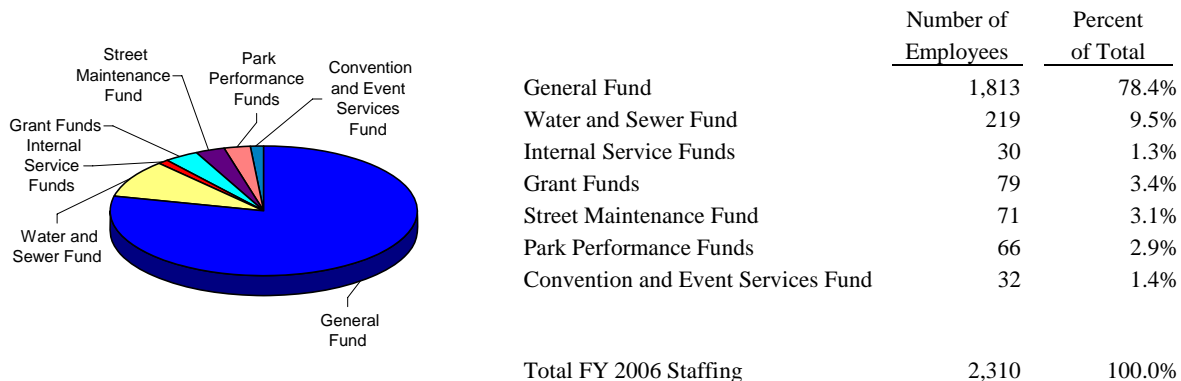 Street
Maintenance
Fund
Park
Performance
Funds
Convention
and Event
Services
Fund
Grant Funds
Internal
Service
Funds
Water and
Sewer Fund
General
Fund
Number of Percent
Employees of Total
General Fund 1,813 78.4%
Water and Sewer Fund 219 9.5%
Internal Service Funds 30 1.3%
Grant Funds 79 3.4%
Street Maintenance Fund 71 3.1%
Park Performance Funds 66 2.9%
Convention and Event Services Fund 32 1.4%
Total FY 2006 Staffing 2,310 100.0%